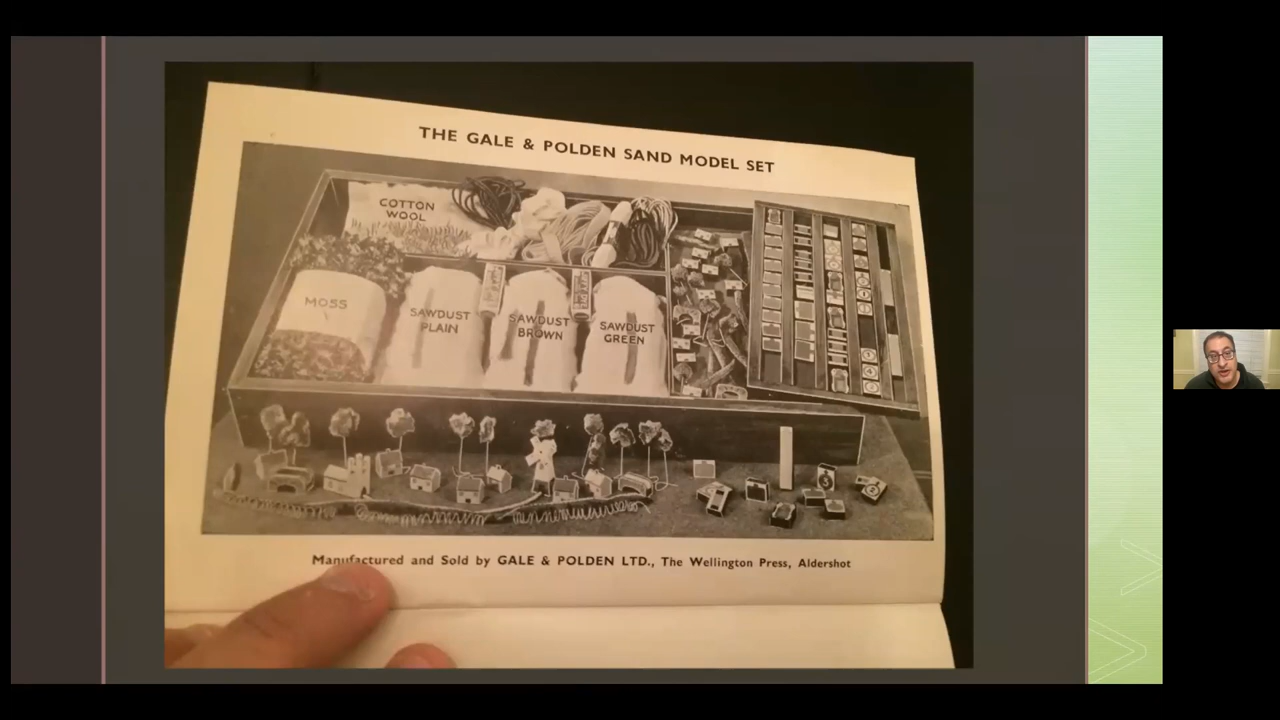 THE GALE & POLDEN SAND MODEL SET
COTTON
WOOL
MOSS
SAWDUST
PLAIN
SAWDUST
BROWN
SAWDUST
GREEN
Manufactured and Sold by GALE & POLDEN LTD., The Wellington Press, Aldershot